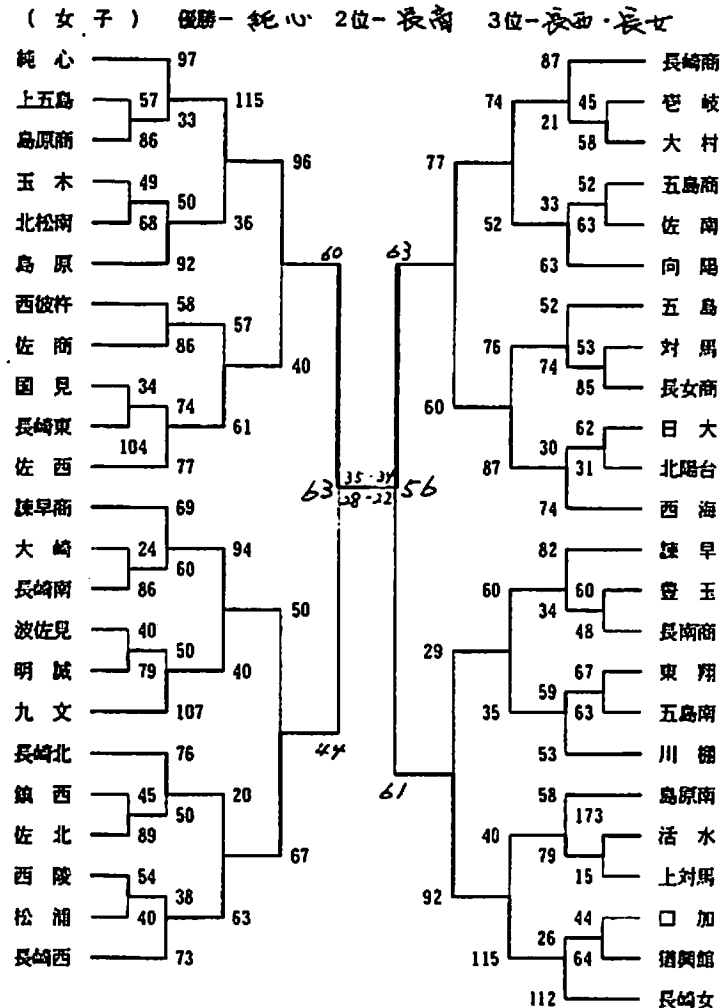 (女子) 優勝ー純心 2位ー長商 3位ー長西・長女
純心 97 87 長崎商
上五島 57 115 74 45 壱岐
33 21
島原商 86 58 大村
96 77
玉木 49 52 五島商
50 33
北松南 68 36 52 63 佐南
島原 92 63 向陽
60 63
西彼杵 58 52 五島
57 76 53 対馬
佐商 86 74
40 85 長女商
国見 34 60 62 日大
74 30
長崎東 61 31 北陽台
104 87
佐西 77 74 西海
63 35-34 56
28-22
諫早商 69 82 諫早
大崎 24 94 60 60 豊玉
60 34
長崎南 86 48 長南商
50 29
波佐見 40 67 東翔
50 59
明誠 79 40 35 63 五島南
九文 107 53 川棚
44 61
長崎北 76 58 島原南
173
鎮西 45 20 40 活水
50 79
佐北 89 15 上対馬
67 92
西陵 54 44 口加
38 26
松浦 40 63 115 64 猶興館
長崎西 73 112 長崎女